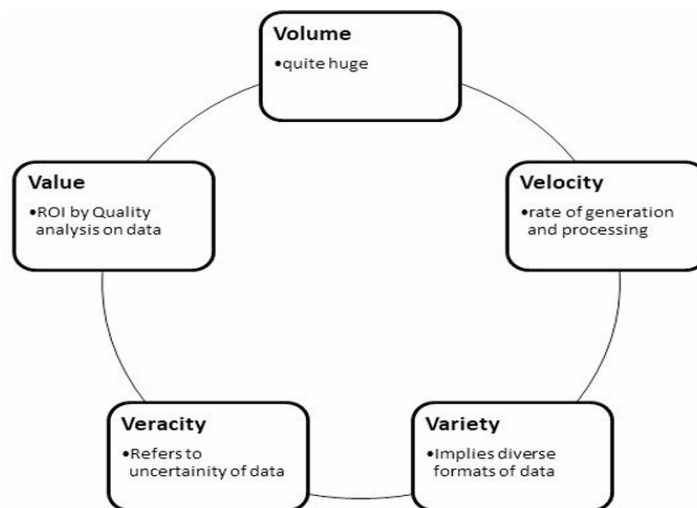 Volume
•quite huge
Velocity
•rate of generation
and processing
Variety
•Implies diverse
formats of data
Veracity
•Refers to
uncertainity of data
Value
•ROI by Quality
analysis on data